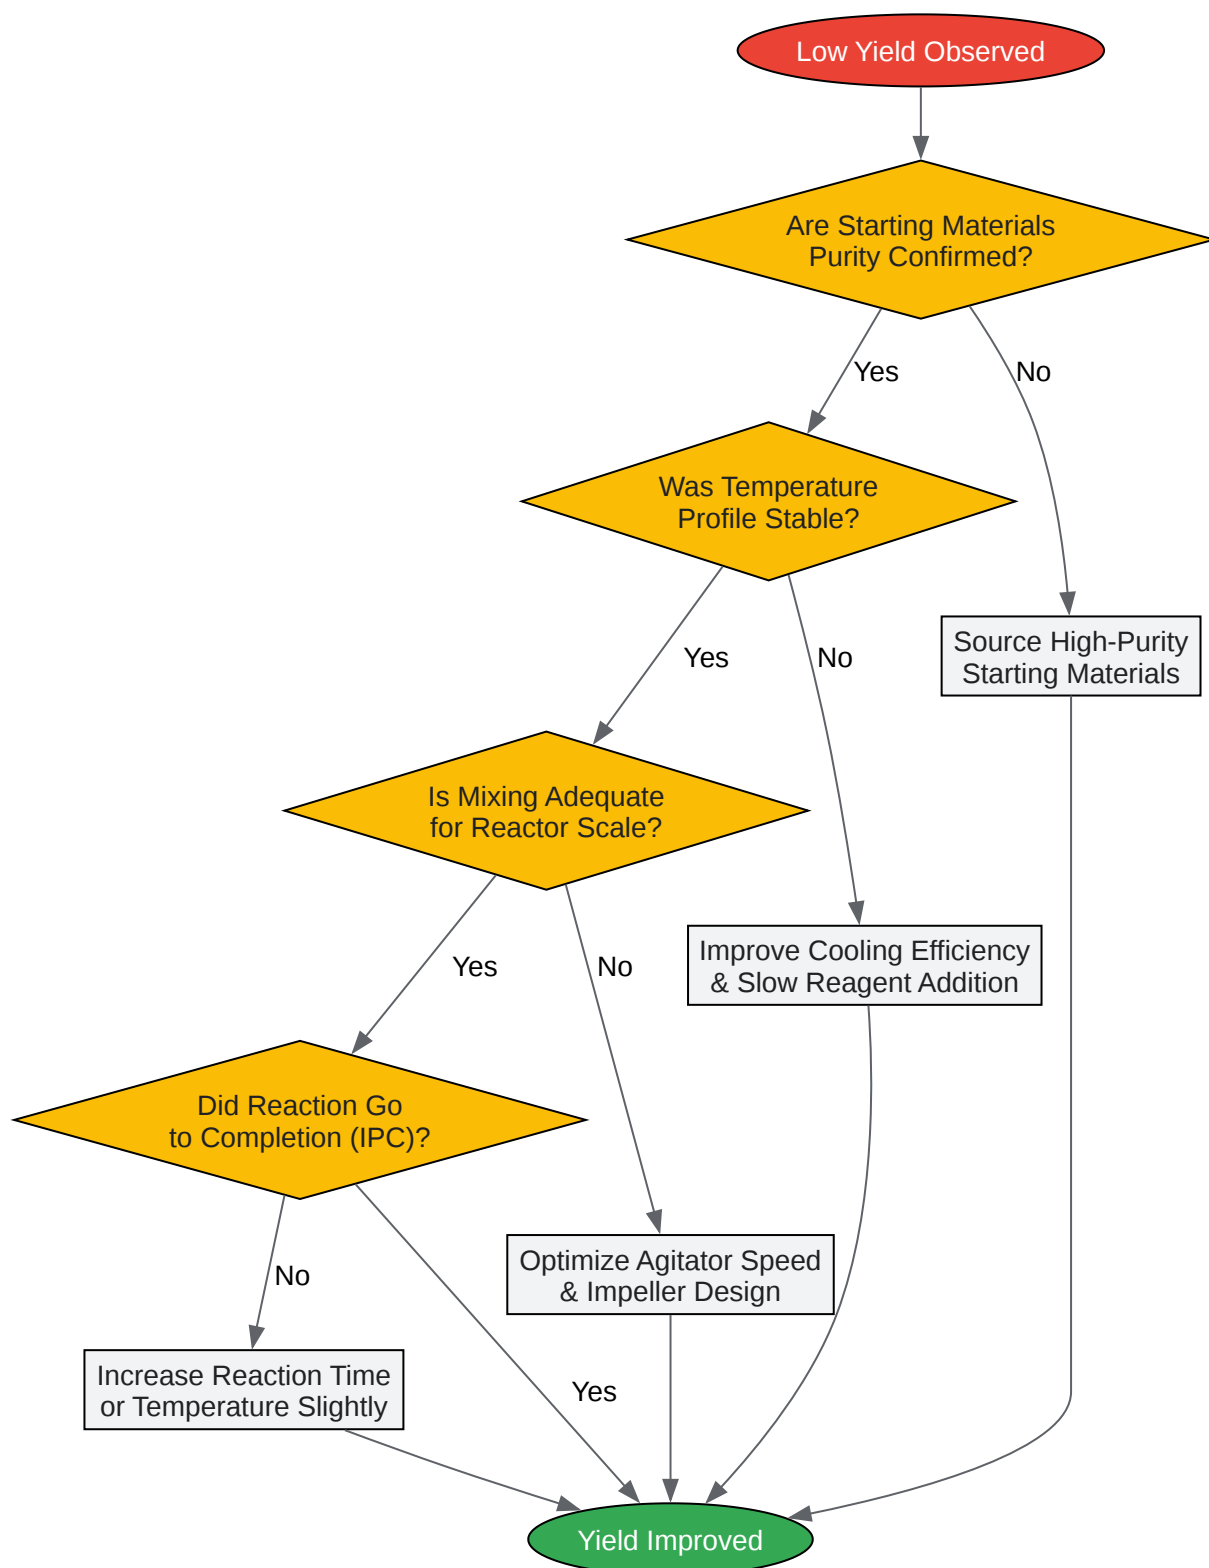 Low Yield Observed
Are Starting Materials
Purity Confirmed?
Yes
No
Was Temperature
Profile Stable?
Yes
No
Source High-Purity
Starting Materials
Is Mixing Adequate
for Reactor Scale?
Yes
No
Improve Cooling Efficiency
& Slow Reagent Addition
Did Reaction Go
to Completion (IPC)?
No
Yes
Optimize Agitator Speed
& Impeller Design
Increase Reaction Time
or Temperature Slightly
Yield Improved